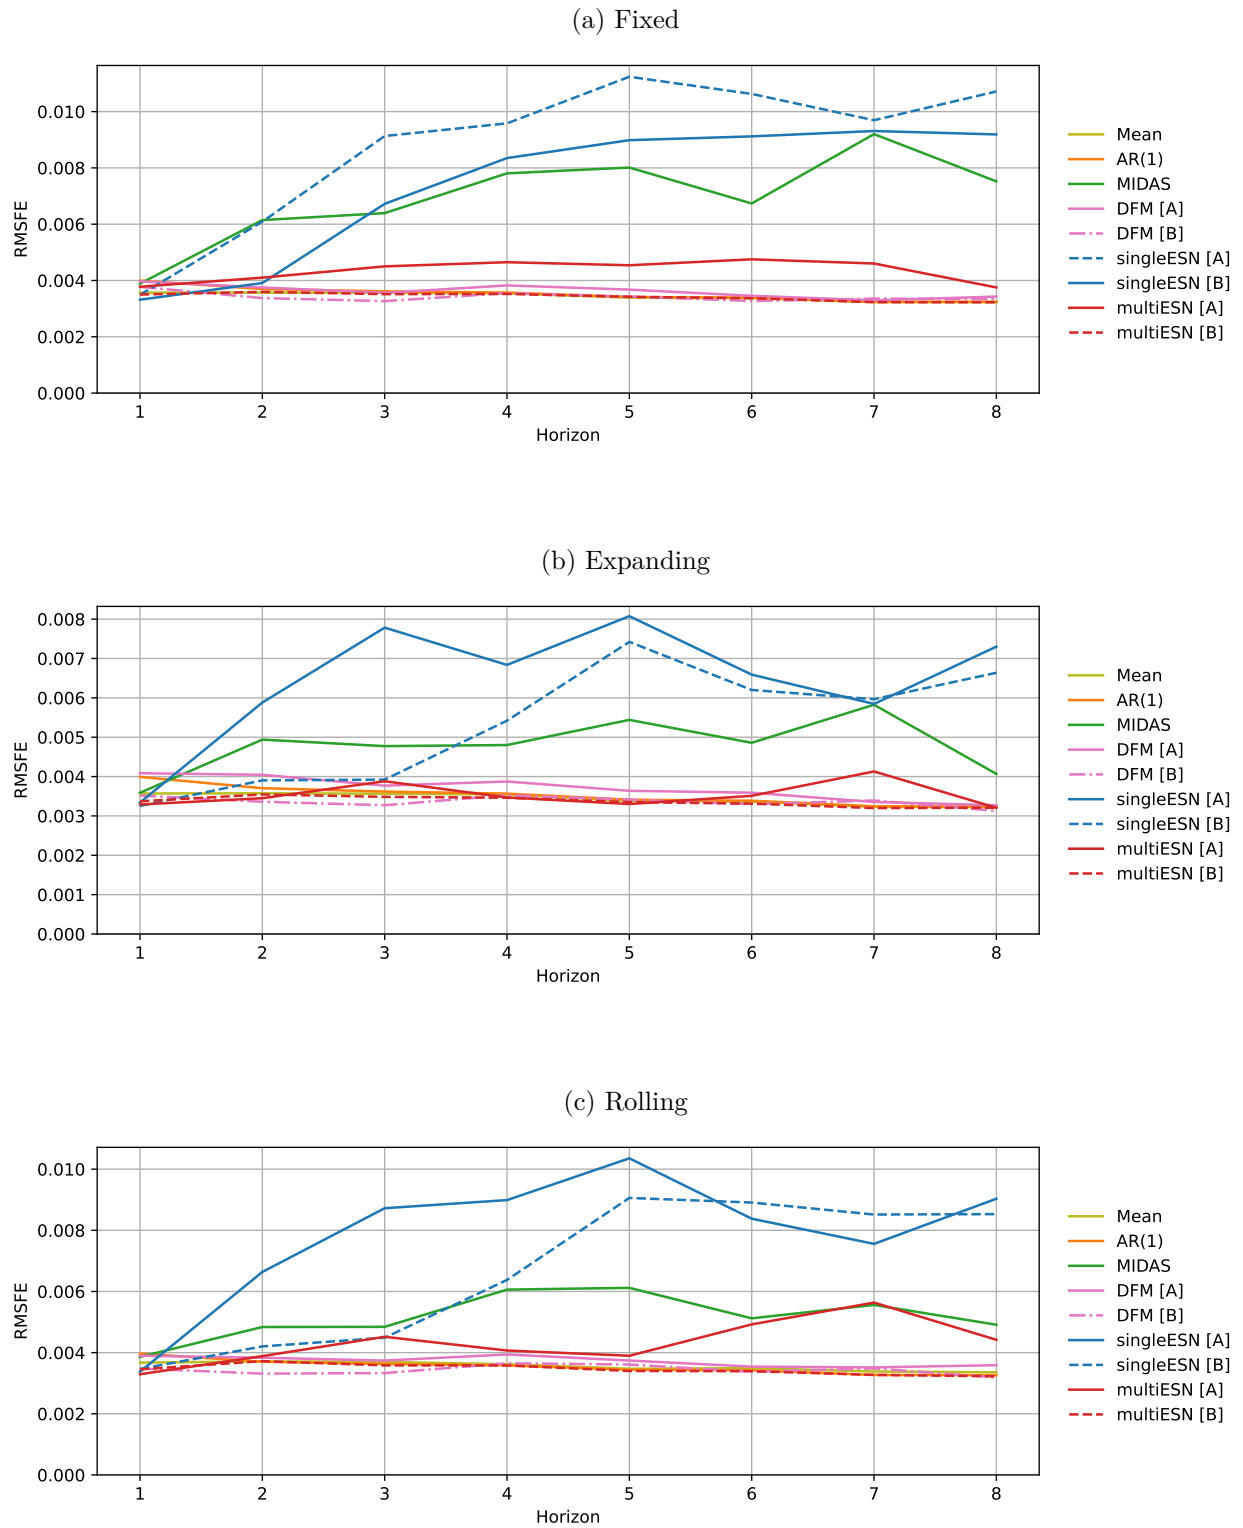 (a) Fixed
0.010
0.008
0.006
0.004
0.002
0.000
RMSFE
1 2 3 4 5 6 7 8
Horizon
Mean
AR(1)
MIDAS
DFM [A]
DFM [B]
singleESN [A]
singleESN [B]
multiESN [A]
multiESN [B]
(b) Expanding
0.008
0.007
0.006
0.005
0.004
0.003
0.002
0.001
0.000
RMSFE
1 2 3 4 5 6 7 8
Horizon
Mean
AR(1)
MIDAS
DFM [A]
DFM [B]
singleESN [A]
singleESN [B]
multiESN [A]
multiESN [B]
(c) Rolling
0.010
0.008
0.006
0.004
0.002
0.000
RMSFE
1 2 3 4 5 6 7 8
Horizon
Mean
AR(1)
MIDAS
DFM [A]
DFM [B]
singleESN [A]
singleESN [B]
multiESN [A]
multiESN [B]